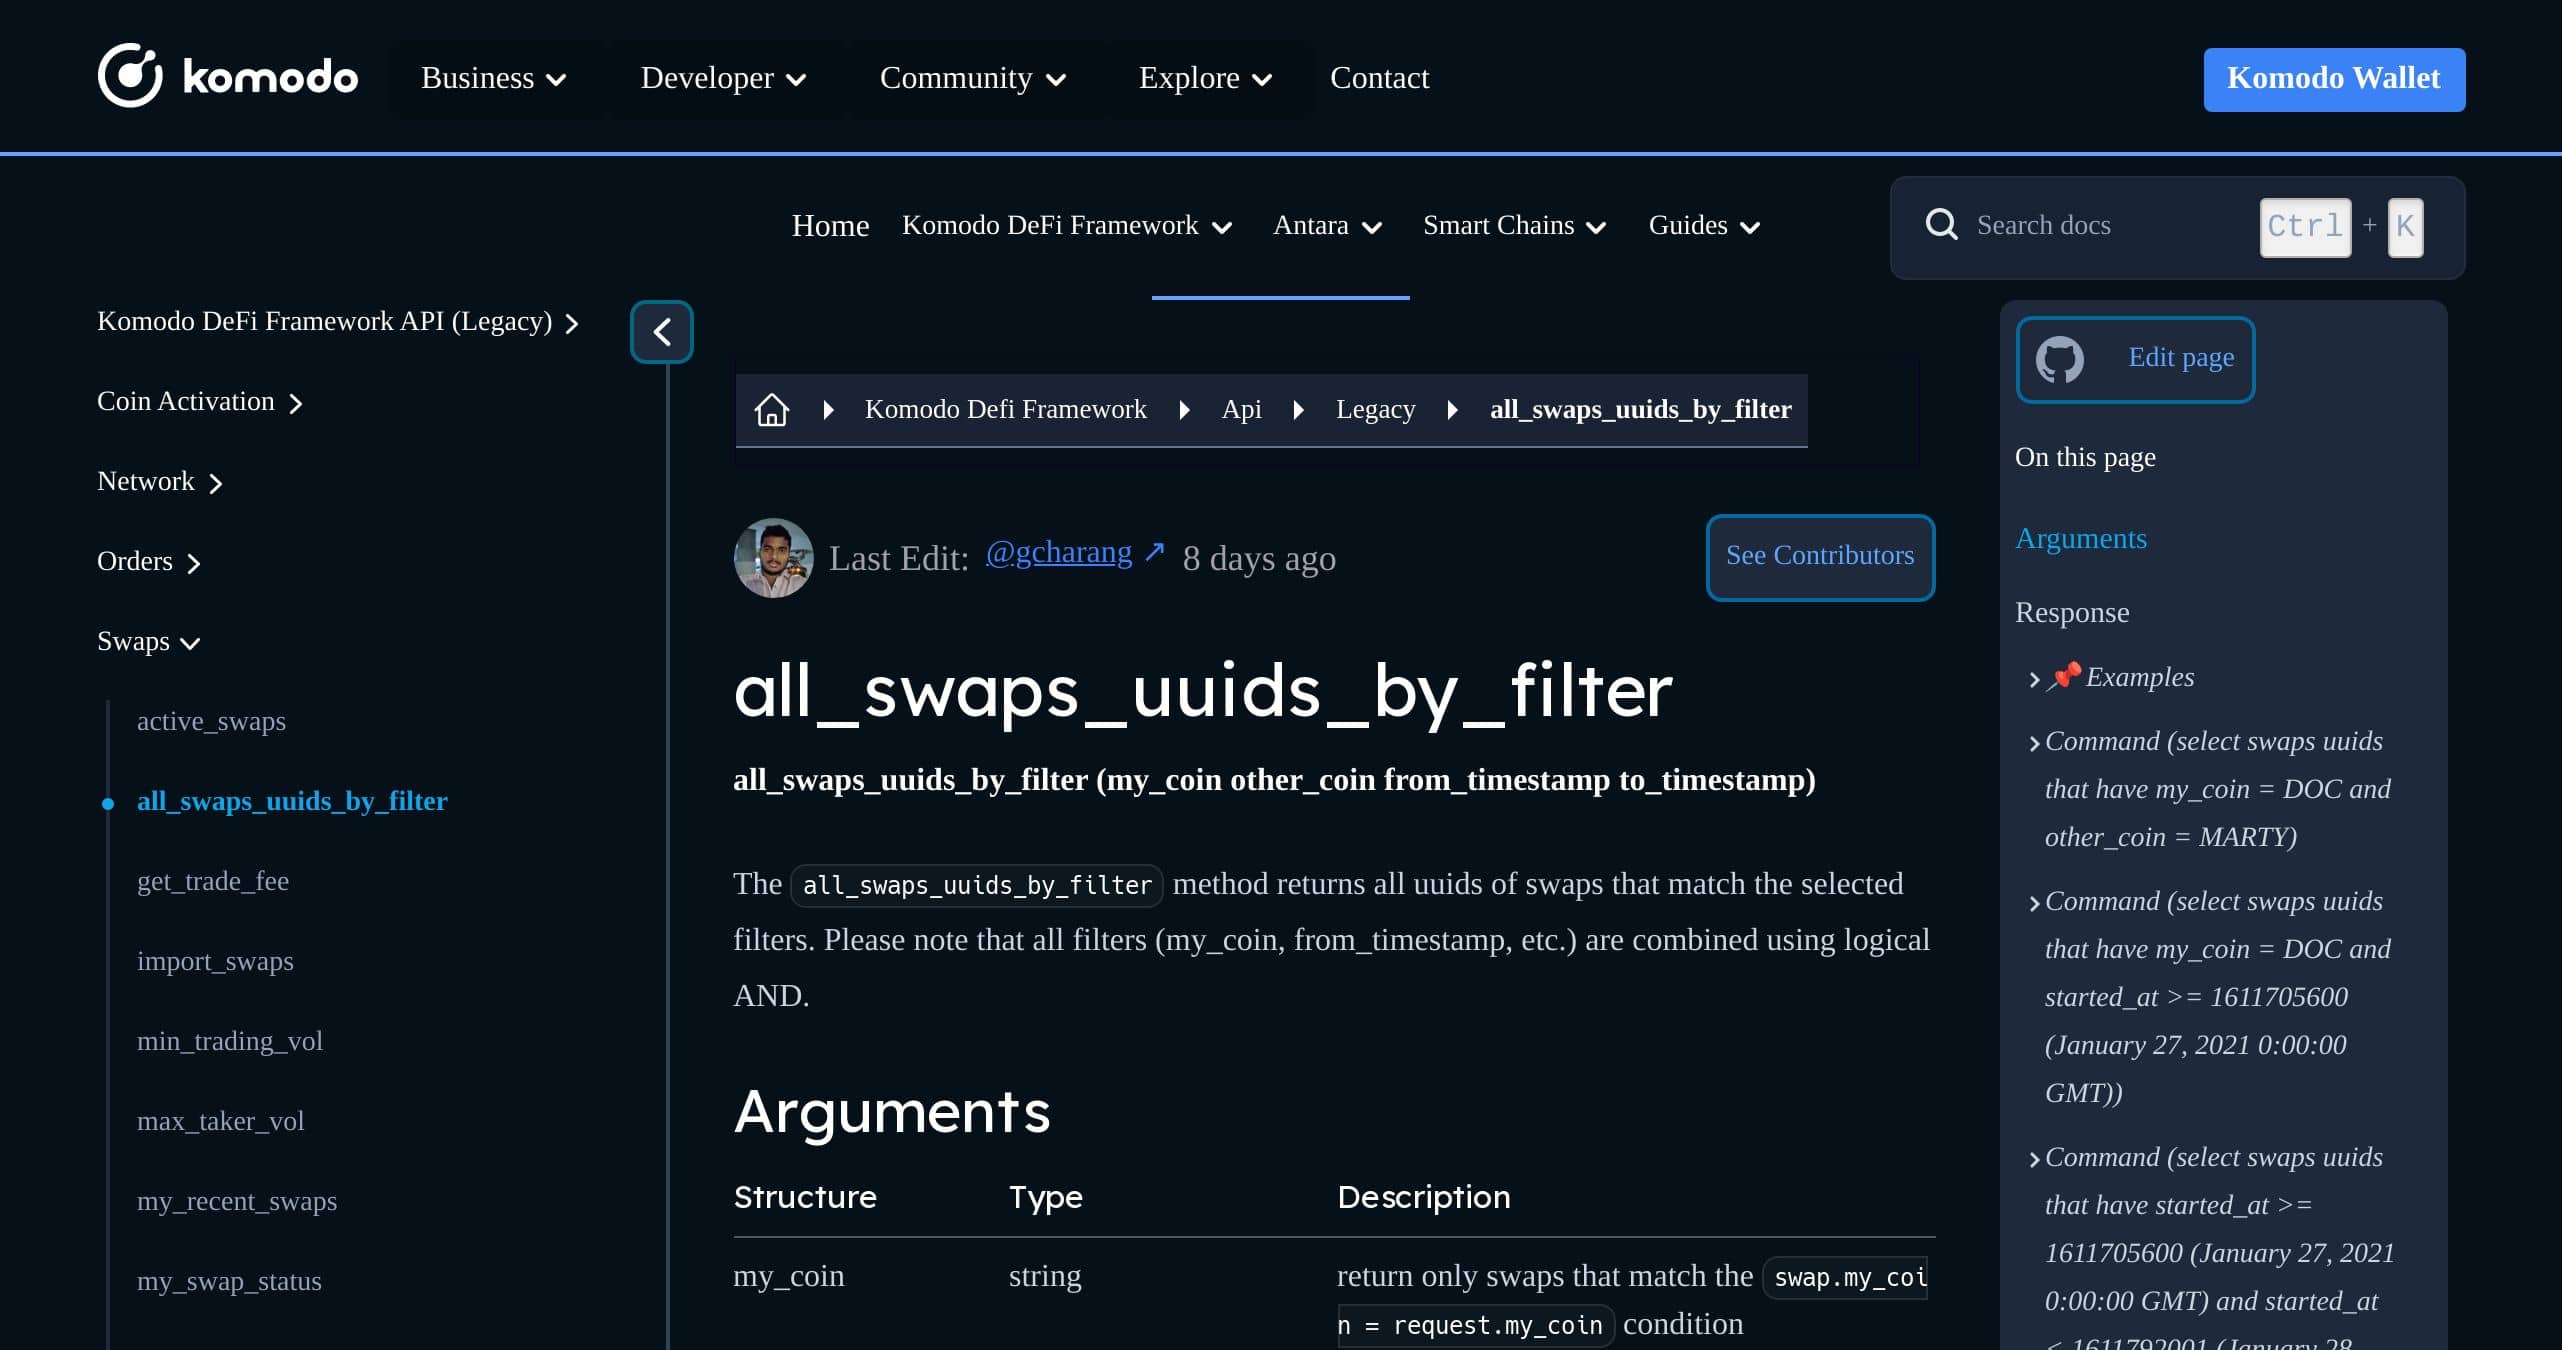 komodo
Business
Developer
Community
Explore
Contact
Komodo Wallet
Home
Komodo DeFi Framework
Antara
Smart Chains
Guides
Search docs
Ctrl + K
Komodo DeFi Framework API (Legacy)
Coin Activation
Network
Orders
Swaps
active_swaps
all_swaps_uuids_by_filter
get_trade_fee
import_swaps
min_trading_vol
max_taker_vol
my_recent_swaps
my_swap_status
Komodo Defi Framework
Api
Legacy
all_swaps_uuids_by_filter
Last Edit: @gcharang ↗ 8 days ago
See Contributors
all_swaps_uuids_by_filter
all_swaps_uuids_by_filter (my_coin other_coin from_timestamp to_timestamp)
The all_swaps_uuids_by_filter method returns all uuids of swaps that match the selected
filters. Please note that all filters (my_coin, from_timestamp, etc.) are combined using logical
AND.
Arguments
Structure Type Description
my_coin string return only swaps that match the swap.my_coi
n = request.my_coin condition
Edit page
On this page
Arguments
Response
📌 Examples
Command (select swaps uuids
that have my_coin = DOC and
other_coin = MARTY)
Command (select swaps uuids
that have my_coin = DOC and
started_at >= 1611705600
(January 27, 2021 0:00:00
GMT))
Command (select swaps uuids
that have started_at >=
1611705600 (January 27, 2021
0:00:00 GMT) and started_at
< 1611792001 (January 28